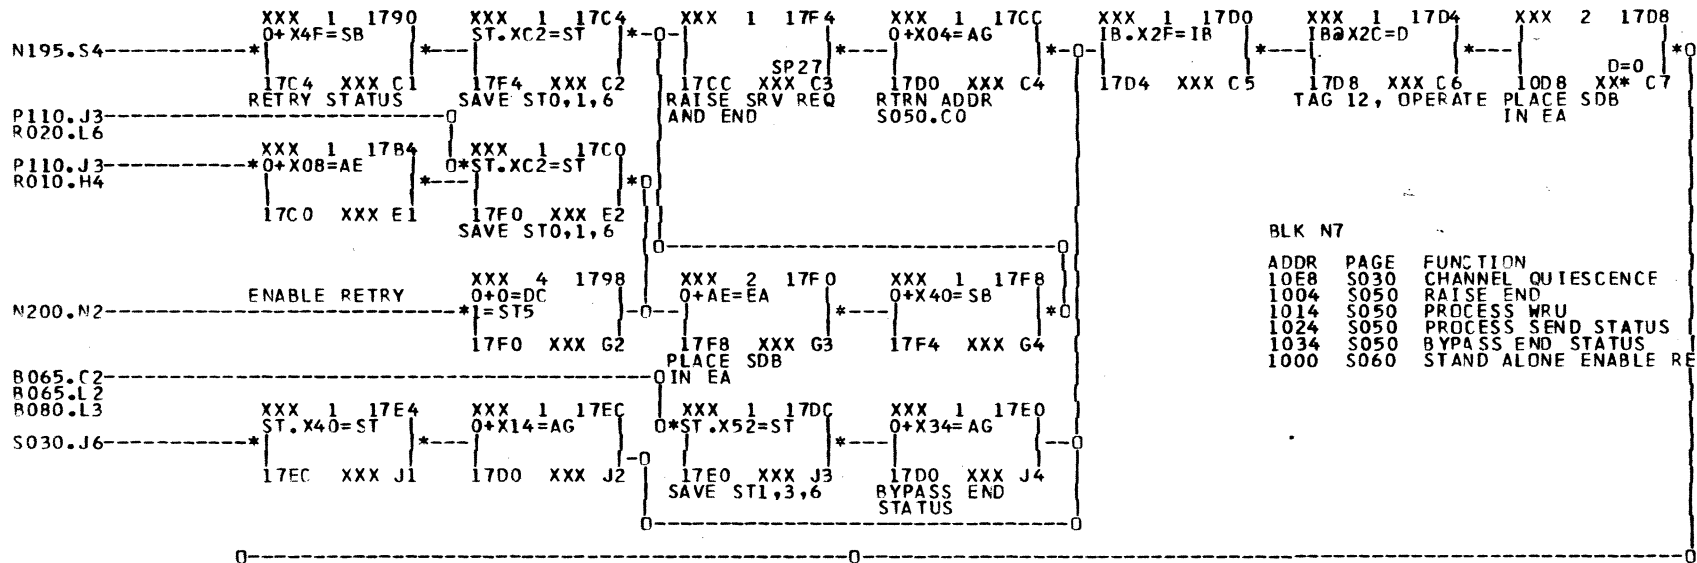 XXX 1 1790 XXX 1 17C4 XXX 1 17F4 XXX 1 17CC XXX 1 17D0 XXX 1 17D4 XXX 2 17D8
0+X4F=SB ST.XC2=ST 0+X04=AG IB.X2F=IB IB@X2C=D
N195.S4
SP27 D=0
17C4 XXX C1 17F4 XXX C2 17CC XXX C3 17D0 XXX C4 17D4 XXX C5 17D8 XXX C6 10D8 XX* C7
RETRY STATUS SAVE ST0,1,6 RAISE SRV REQ RTRN ADDR TAG 12, OPERATE PLACE SDB
P110.J3 AND END S050.C0 IN EA
R020.L6
XXX 1 17B4 XXX 1 17C0
P110.J3 0+X08=AE ST.XC2=ST
R010.H4
17C0 XXX E1 17F0 XXX E2
SAVE ST0,1,6
BLK N7
ADDR PAGE FUNCTION
XXX 4 1798 XXX 2 17F0 XXX 1 17F8 10E8 S030 CHANNEL QUIESCENCE
ENABLE RETRY 0+0=DC 0+AE=EA 0+X40=SB 1004 S050 RAISE END
N200.N2 1=ST5 1014 S050 PROCESS WRU
1024 S050 PROCESS SEND STATUS
17F0 XXX G2 17F8 XXX G3 17F4 XXX G4 1034 S050 BYPASS END STATUS
PLACE SDB 1000 S060 STAND ALONE ENABLE RE
B065.C2 IN EA
B065.L2
B080.L3 XXX 1 17E4 XXX 1 17EC XXX 1 17DC XXX 1 17E0
ST.X40=ST 0+X14=AG ST.X52=ST 0+X34=AG
S030.J6
17EC XXX J1 17D0 XXX J2 17E0 XXX J3 17D0 XXX J4
SAVE ST1,3,6 BYPASS END
STATUS